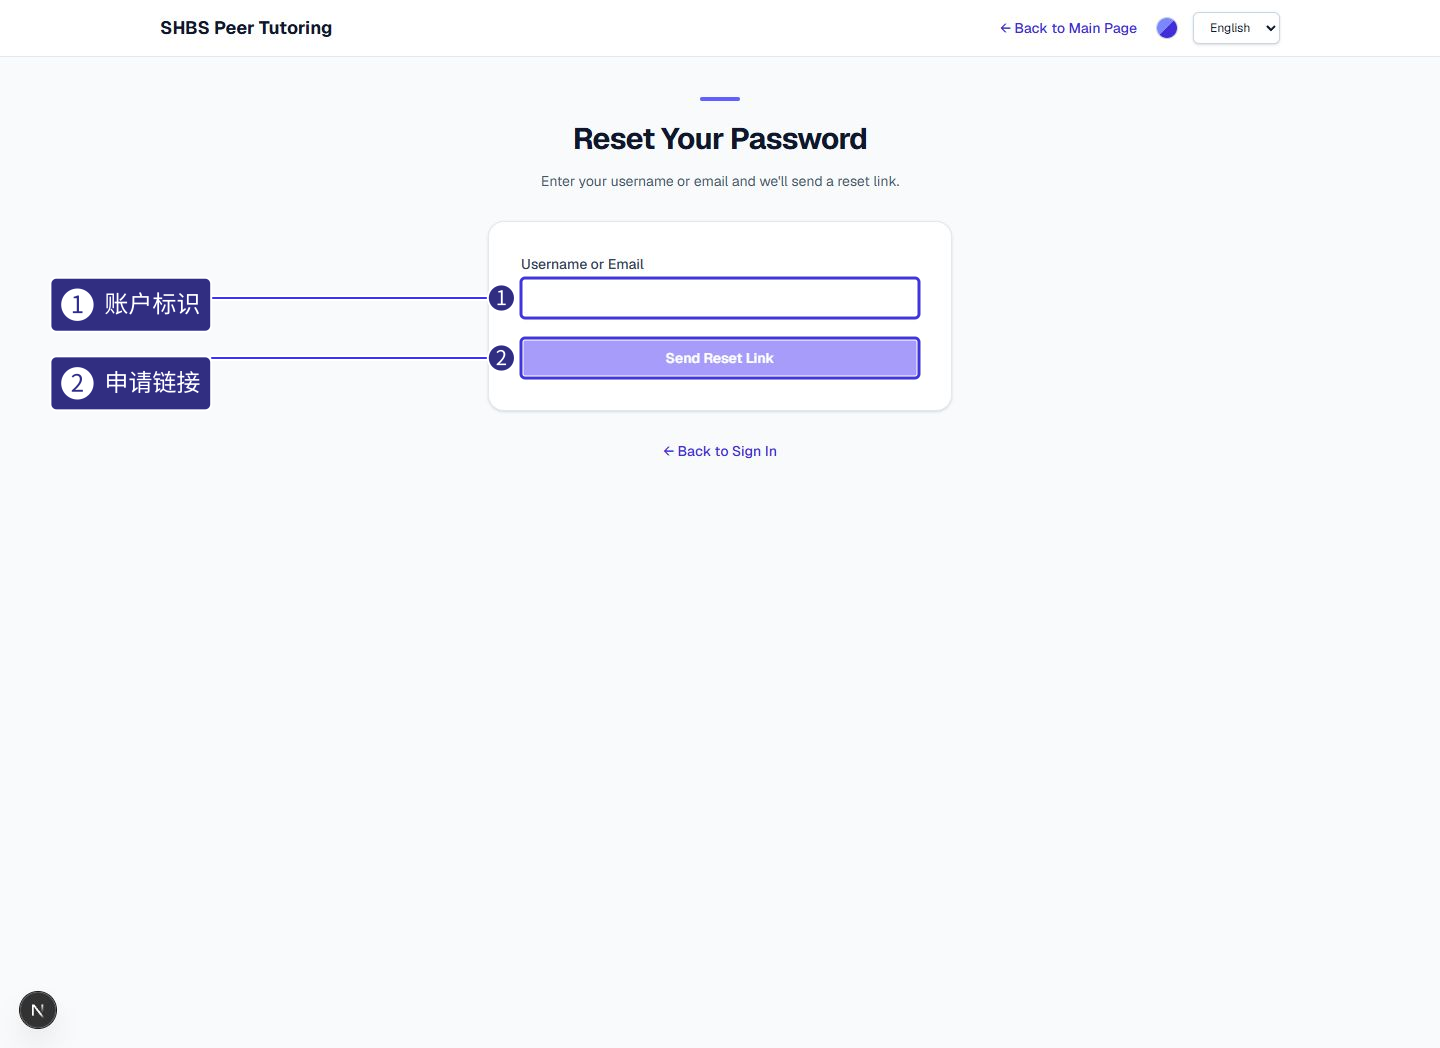 SHBS Peer Tutoring
← Back to Main Page
English
Reset Your Password
Enter your username or email and we'll send a reset link.
Username or Email
1 账户标识
1
2 申请链接
2
Send Reset Link
← Back to Sign In
N